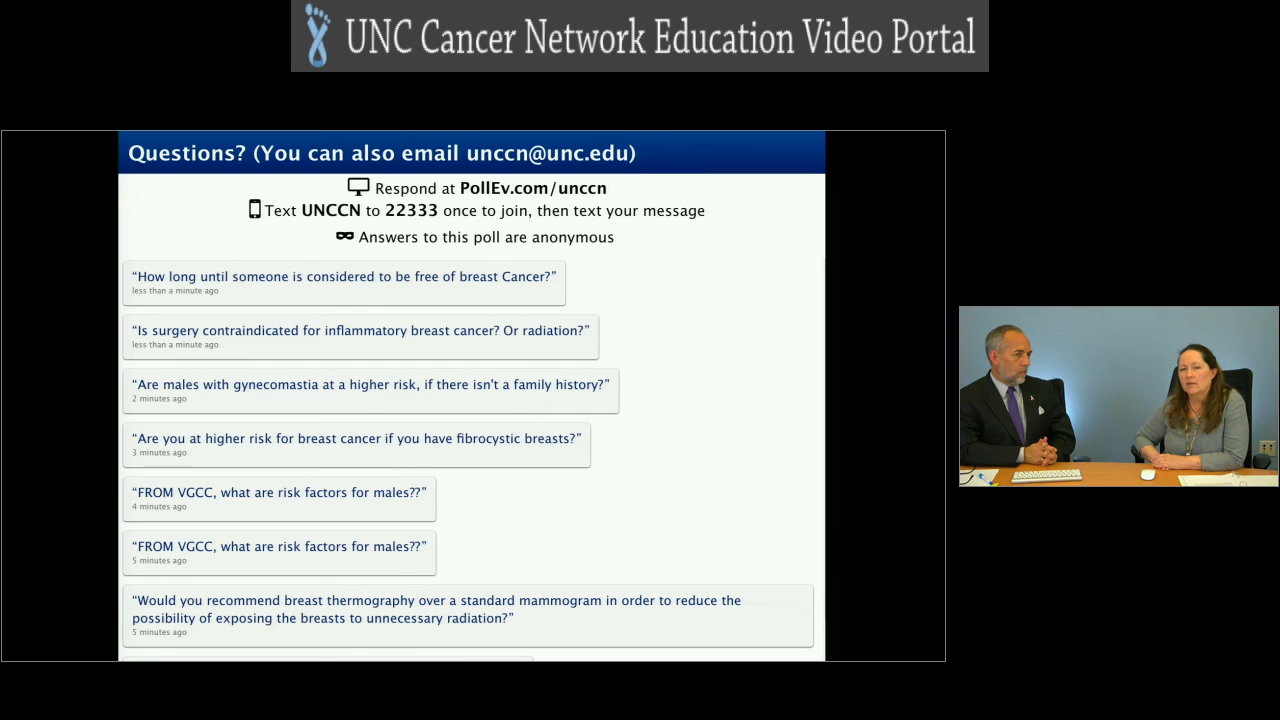 UNC Cancer Network Education Video Portal
Questions? (You can also email unccn@unc.edu)
Respond at PollEv.com/unccn
Text UNCCN to 22333 once to join, then text your message
Answers to this poll are anonymous
“How long until someone is considered to be free of breast Cancer?”
less than a minute ago
“Is surgery contraindicated for inflammatory breast cancer? Or radiation?”
less than a minute ago
“Are males with gynecomastia at a higher risk, if there isn't a family history?”
2 minutes ago
“Are you at higher risk for breast cancer if you have fibrocystic breasts?”
3 minutes ago
“FROM VGCC, what are risk factors for males??”
4 minutes ago
“FROM VGCC, what are risk factors for males??”
5 minutes ago
“Would you recommend breast thermography over a standard mammogram in order to reduce the
possibility of exposing the breasts to unnecessary radiation?”
5 minutes ago